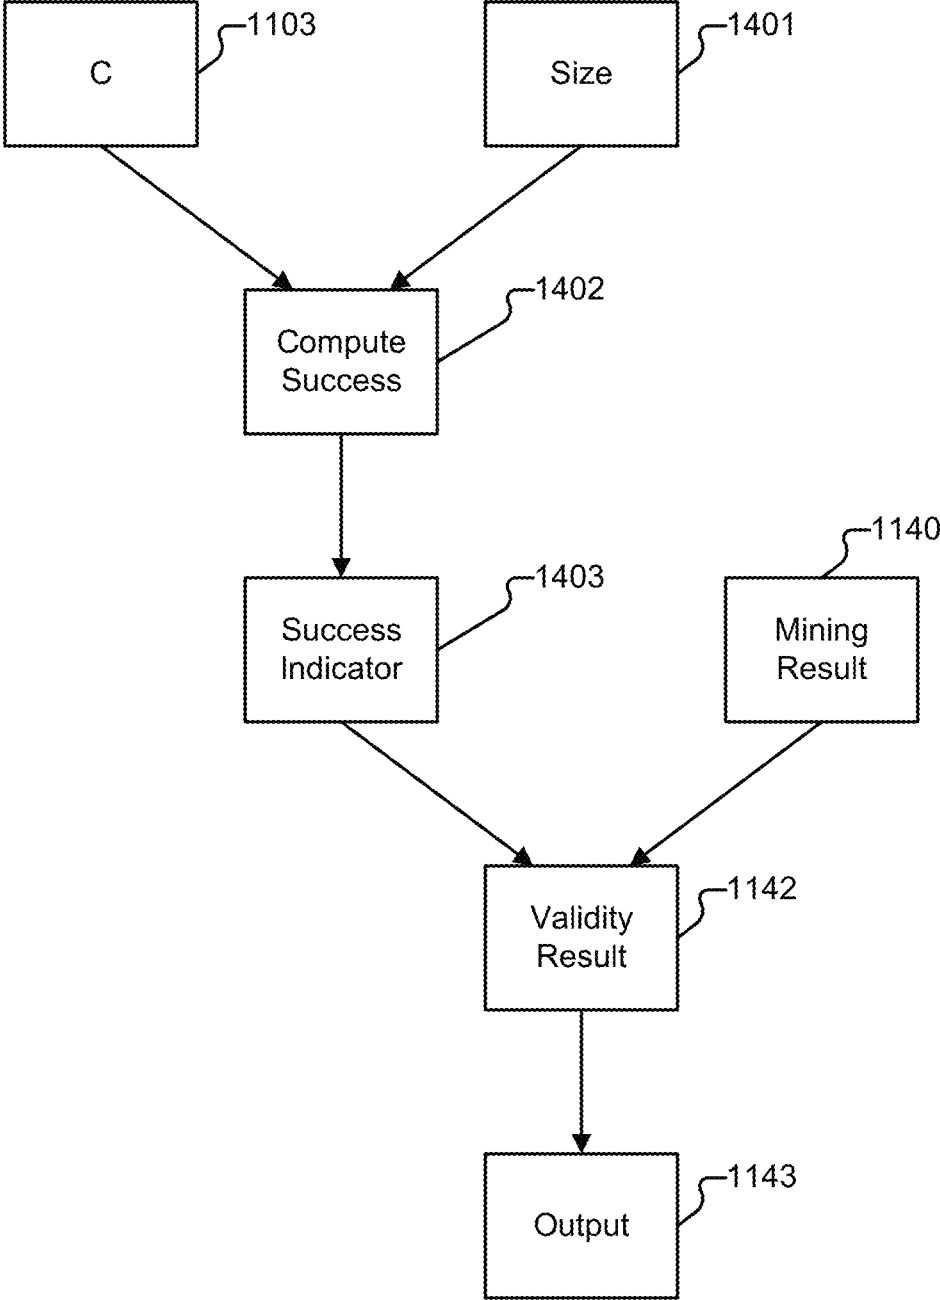 1103
C
1401
Size
1402
Compute
Success
1403
Success
Indicator
1140
Mining
Result
1142
Validity
Result
1143
Output